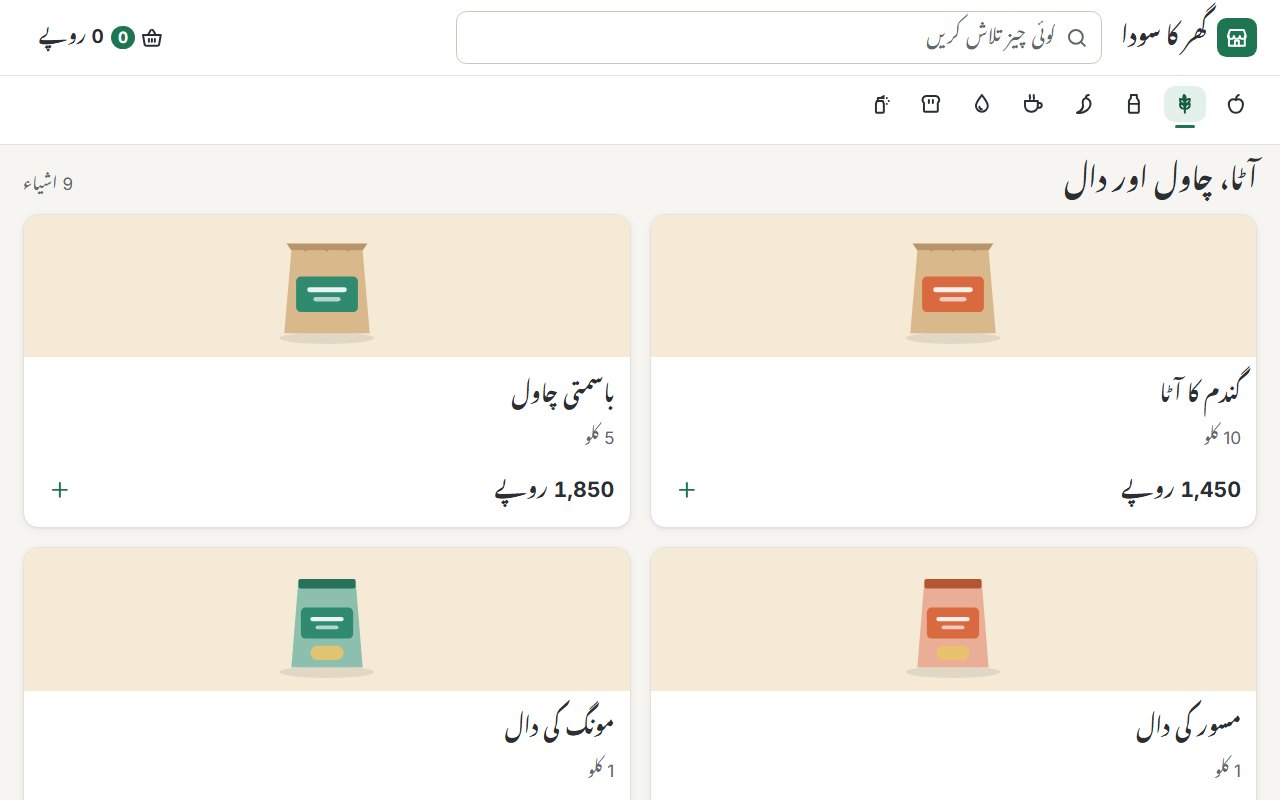 گھر کا سودا
کوئی چیز تلاش کریں
0
0 روپے
آٹا، چاول اور دال
9 اشیاء
گندم کا آٹا
10 کلو
1,450 روپے
باسمتی چاول
5 کلو
1,850 روپے
مسور کی دال
1 کلو
مونگ کی دال
1 کلو